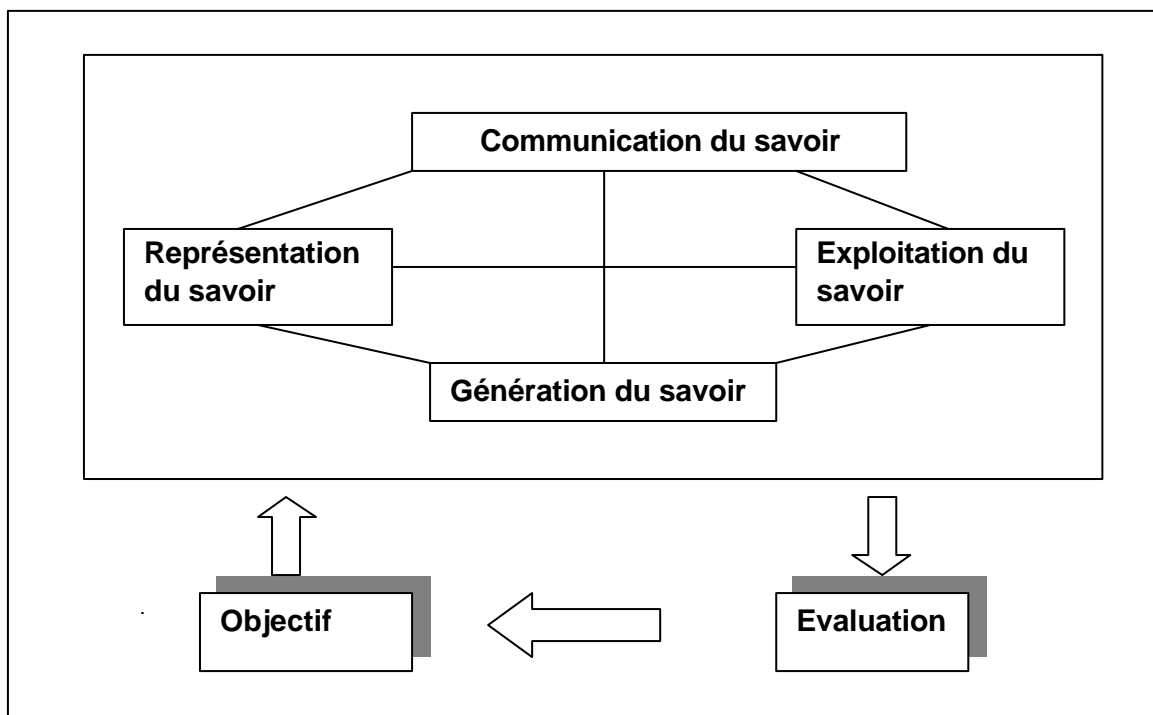 Communication du savoir
Représentation
du savoir
Exploitation du
savoir
Génération du savoir
Objectif
Evaluation